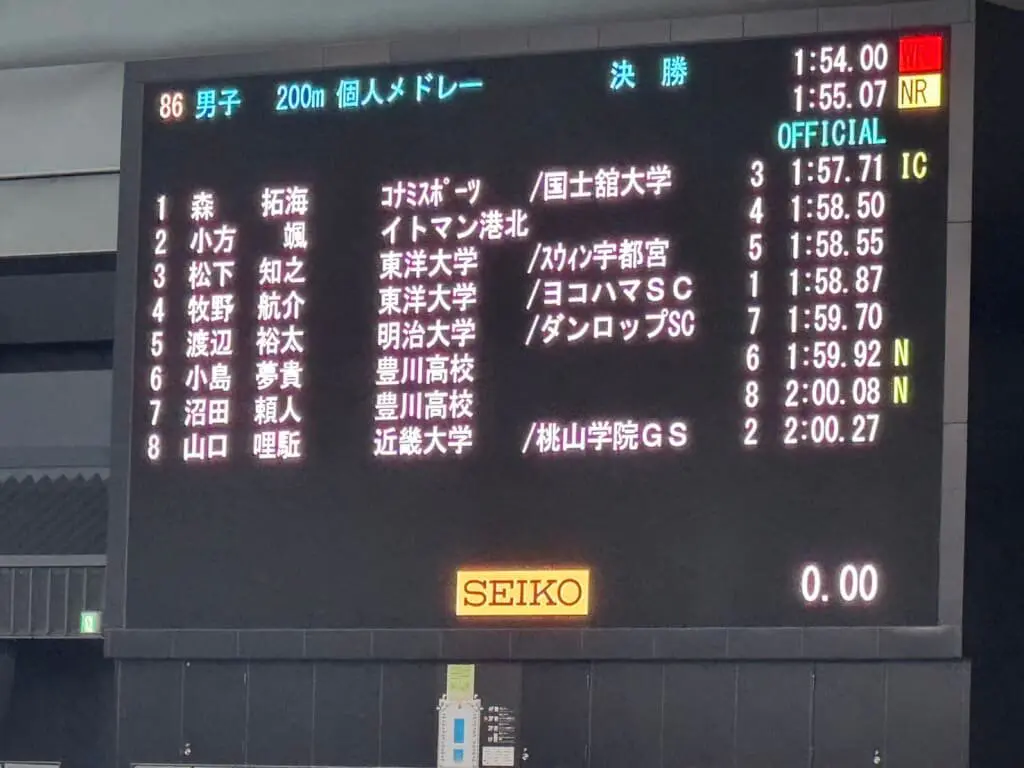 86 男子 200m 個人メドレー 決勝 1:54.00
1:55.07 NR
OFFICIAL
1 森 拓海 コナミスポーツ /国士舘大学 3 1:57.71 IC
2 小方 颯 イトマン港北 4 1:58.50
3 松下 知之 東洋大学 /スウィン宇都宮 5 1:58.55
4 牧野 航介 東洋大学 /ヨコハマSC 1 1:58.87
5 渡辺 裕太 明治大学 /ダンロップSC 7 1:59.70
6 小島 夢貴 豊川高校 6 1:59.92 N
7 沼田 頼人 豊川高校 8 2:00.08 N
8 山口 哩駈 近畿大学 /桃山学院GS 2 2:00.27
SEIKO 0.00